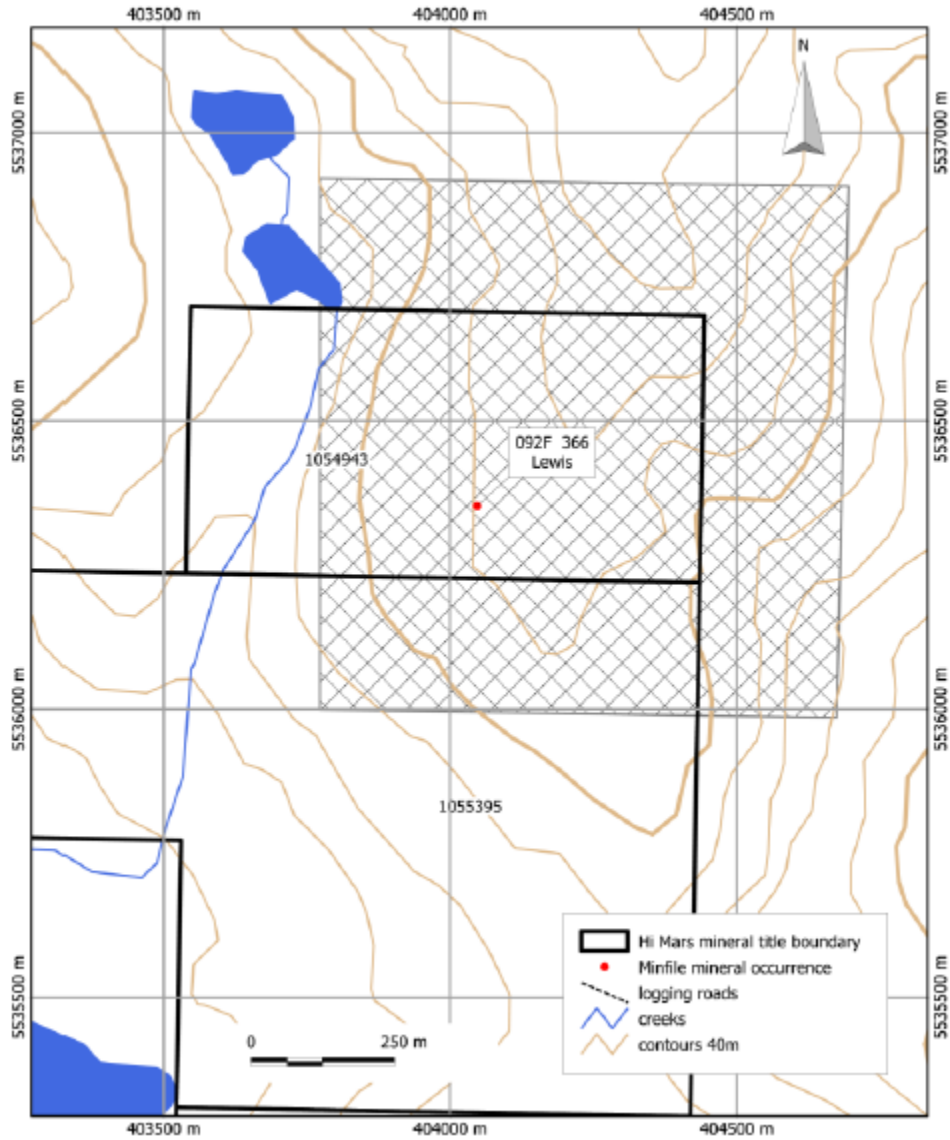 403500 m 404000 m 404500 m
N
5537000 m 5537000 m
5536500 m 5536500 m
092F 366
Lewis
1054943
5536000 m 5536000 m
1055395
Hi Mars mineral title boundary
Minfile mineral occurrence
logging roads
creeks
contours 40m
5535500 m 5535500 m
0 250 m
403500 m 404000 m 404500 m